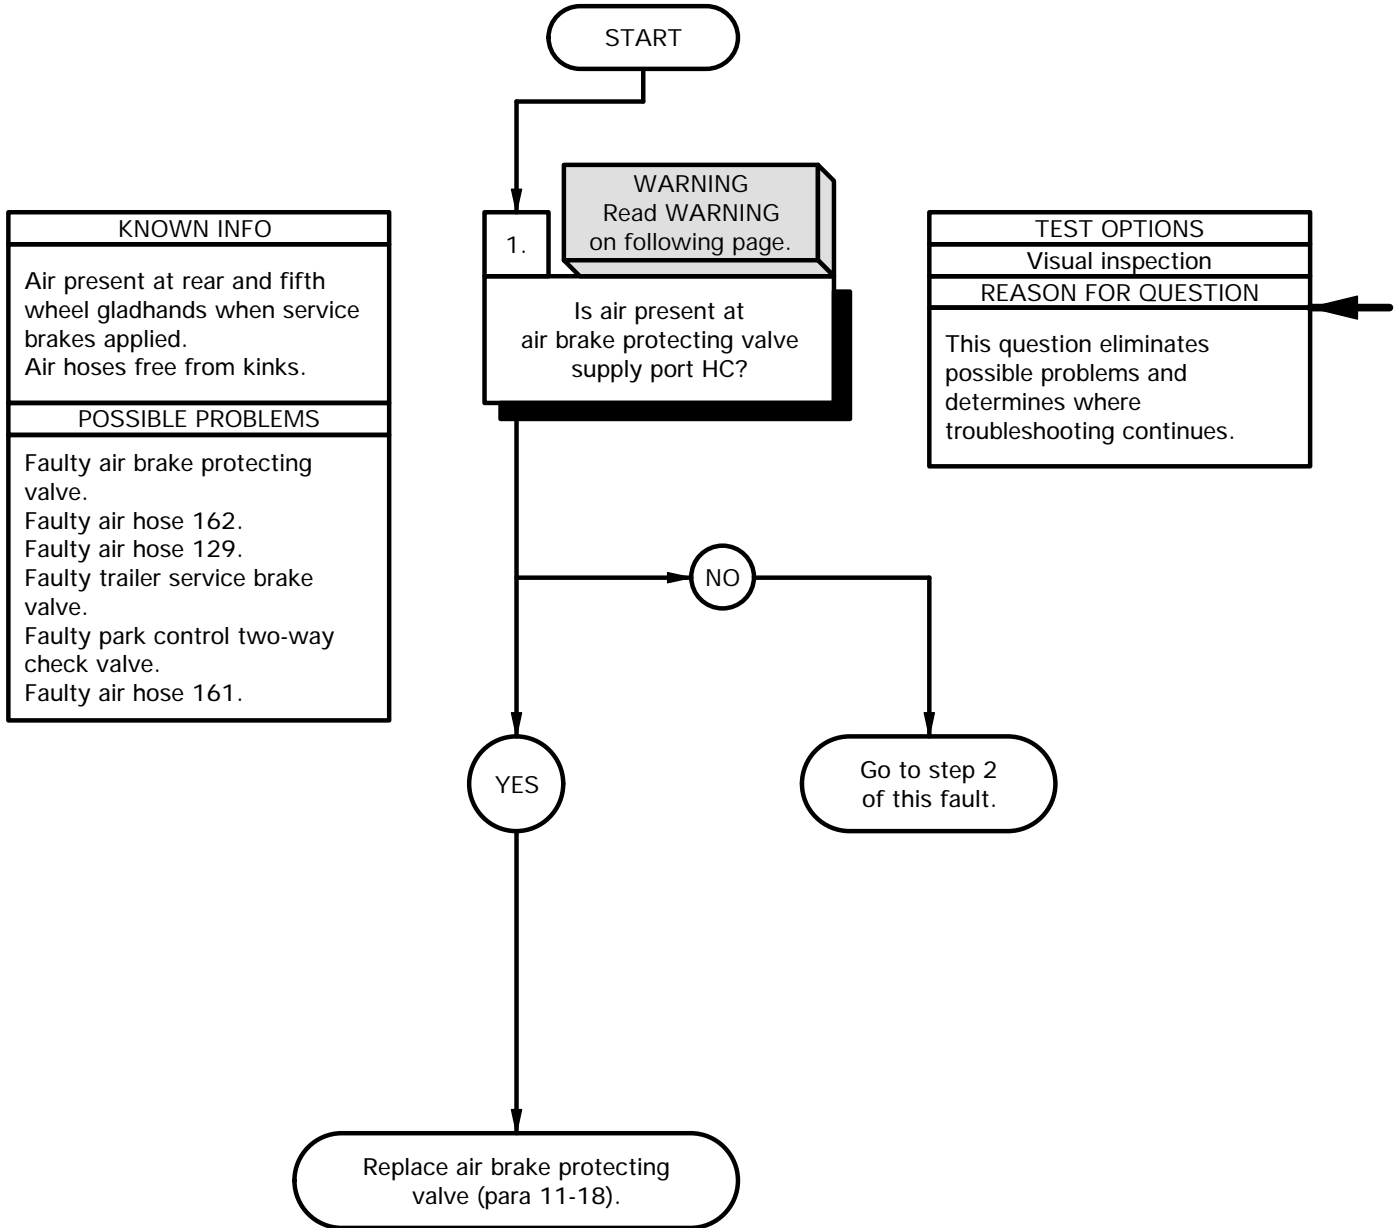 START
KNOWN INFO
Air present at rear and fifth
wheel gladhands when service
brakes applied.
Air hoses free from kinks.
POSSIBLE PROBLEMS
Faulty air brake protecting
valve.
Faulty air hose 162.
Faulty air hose 129.
Faulty trailer service brake
valve.
Faulty park control two-way
check valve.
Faulty air hose 161.
WARNING
Read WARNING
on following page.
1.
Is air present at
air brake protecting valve
supply port HC?
TEST OPTIONS
Visual inspection
REASON FOR QUESTION
This question eliminates
possible problems and
determines where
troubleshooting continues.
NO
YES
Go to step 2
of this fault.
Replace air brake protecting
valve (para 11-18).